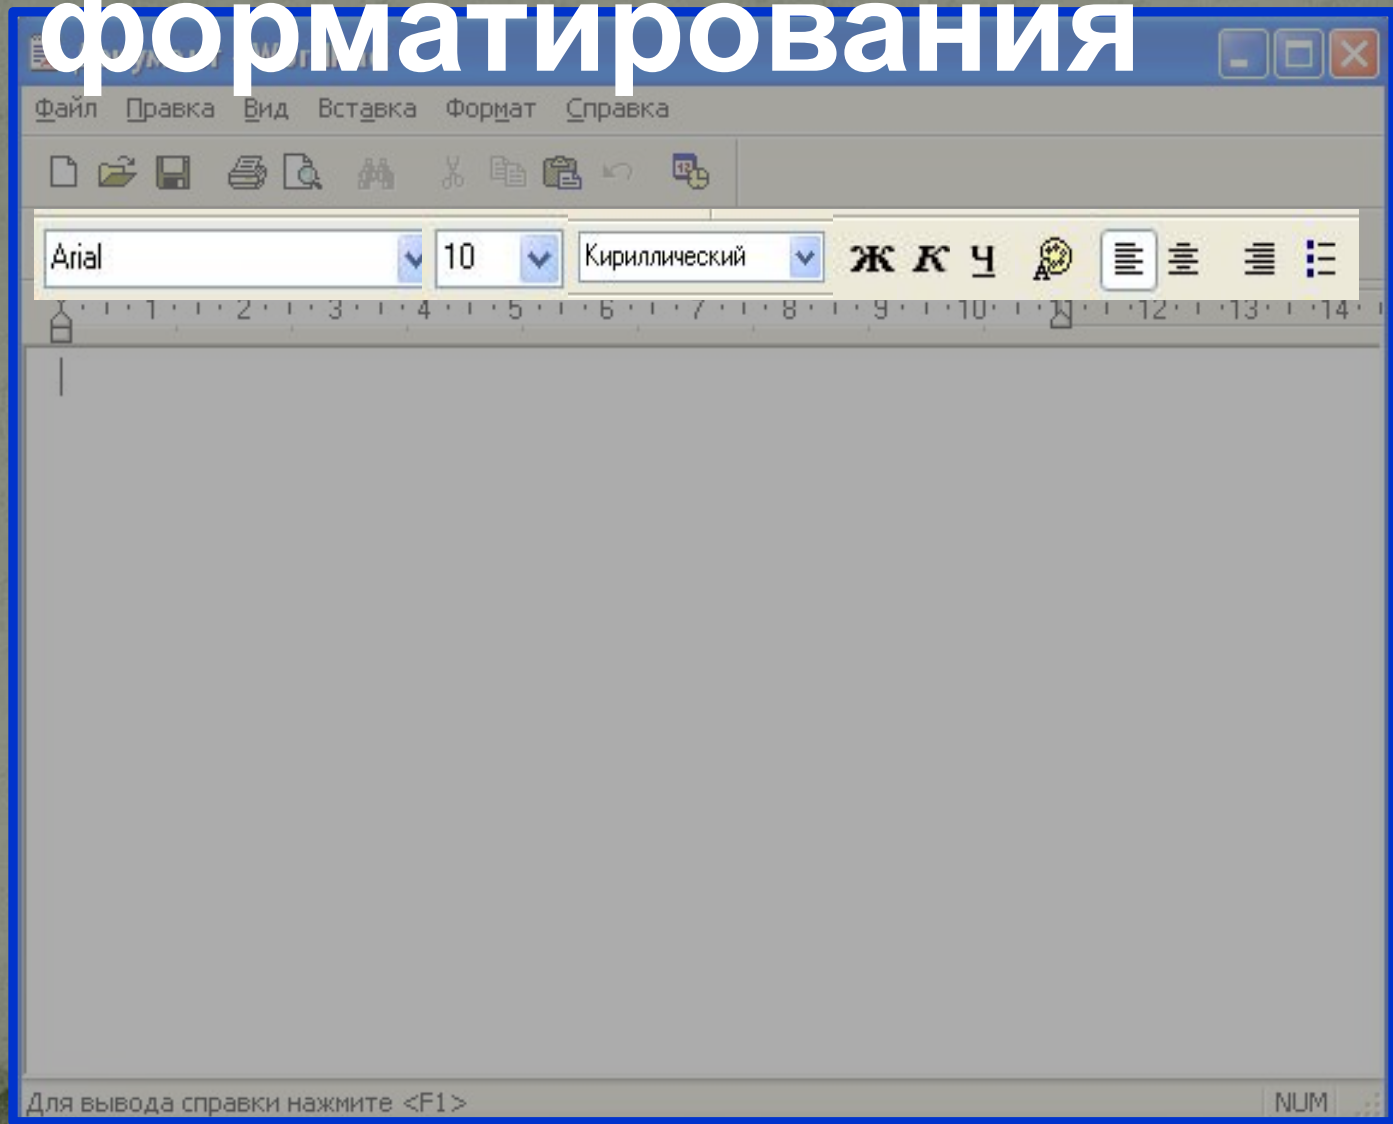 форматирования
Файл Правка Вид Вставка Формат Справка
Arial 10 Кириллический Ж К Ч
1 2 3 4 5 6 7 8 9 10 11 12 13 14
Для вывода справки нажмите <F1> NUM